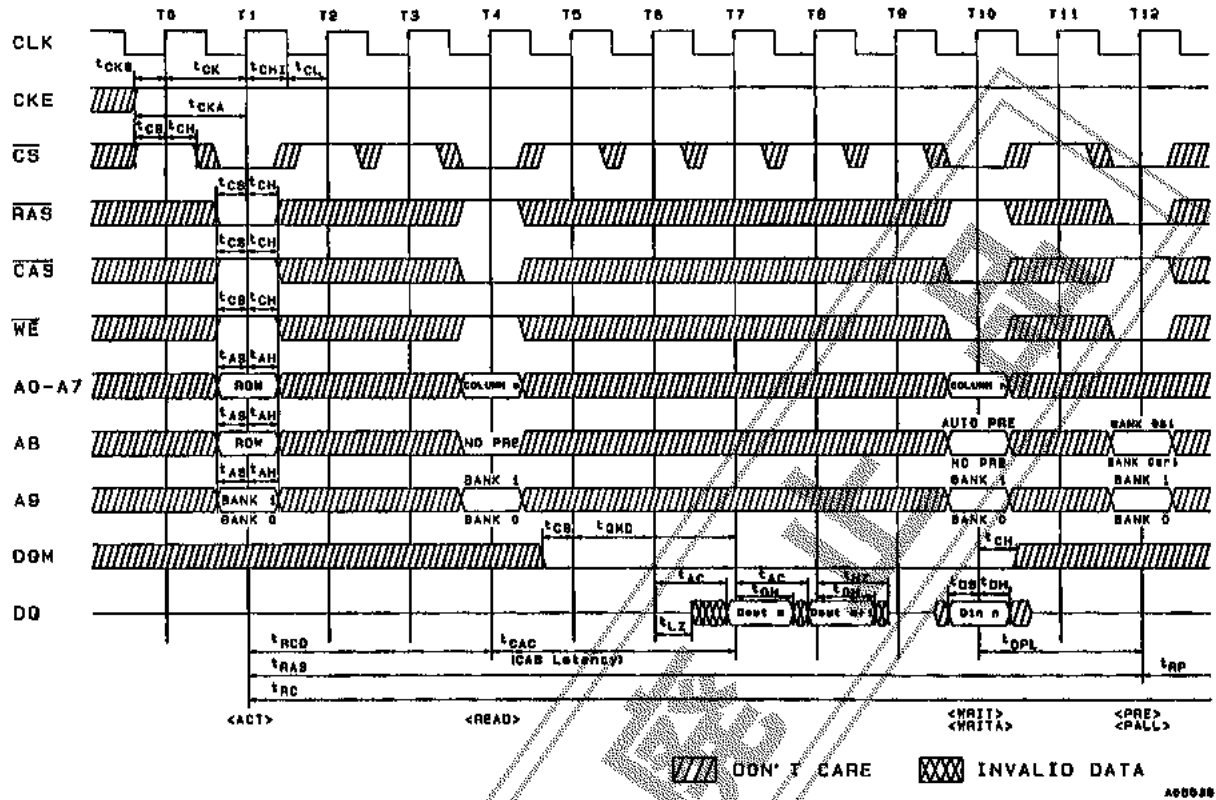 T0 T1 T2 T3 T4 T5 T6 T7 T8 T9 T10 T11 T12
CLK
tCKS tCK tCHI tCL
CKE
tCKA
tCS tCH
CS
tCS tCH
RAS
tCS tCH
CAS
tCS tCH
WE
tAS tAH
A0-A7 ROW COLUMN m COLUMN n
tAS tAH AUTO PRE
A8 ROW NO PRE
NO PRE
tAS tAH BANK 1 BANK 1 BANK 1
A9 BANK 1
BANK 0 BANK 0 BANK 0 BANK 0
tCS tQMD
DQM tCH
tAC tAC tHZ
tOH tOH tDS tDH
DQ Dout m Dout m+1 Din n
tLZ
tRCD tCAC tDPL
(CAS Latency)
tRAS tRP
tRC
<ACT> <READ> <WRIT> <PRE>
<WRITA> <PALL>
DON'T CARE INVALID DATA